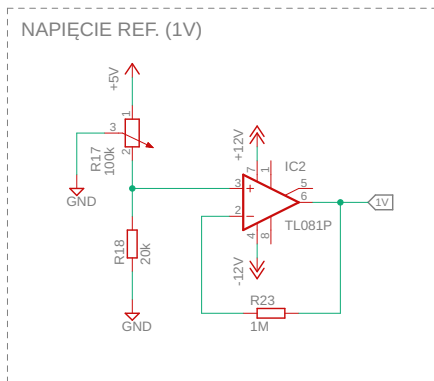 NAPIĘCIE REF. (1V)
+5V
1
3
2
R17
100k
GND
R18
20k
GND
+12V
7
1
IC2
3
+
5
6
2
-
TL081P
4
8
-12V
1V
R23
1M